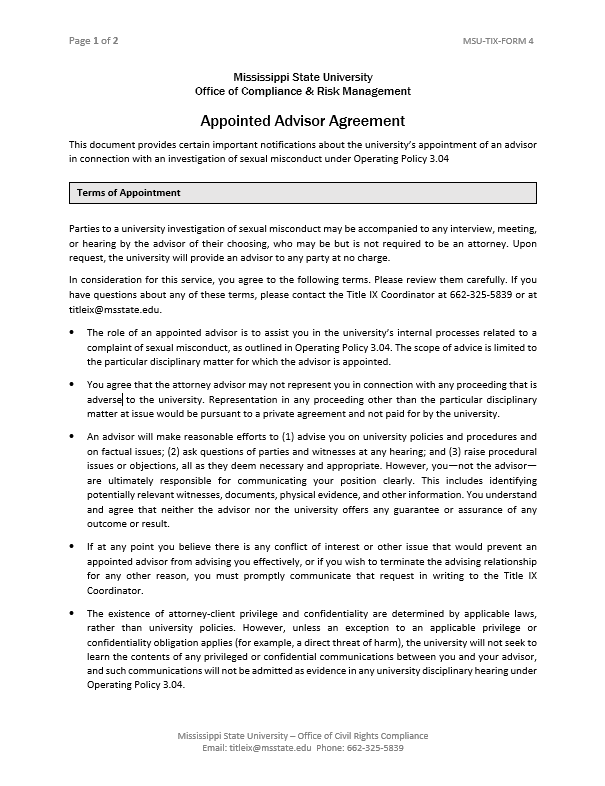 Page 1 of 2
MSU-TIX-FORM 4
Mississippi State University
Office of Compliance & Risk Management
Appointed Advisor Agreement
This document provides certain important notifications about the university's appointment of an advisor
in connection with an investigation of sexual misconduct under Operating Policy 3.04
Terms of Appointment
Parties to a university investigation of sexual misconduct may be accompanied to any interview, meeting,
or hearing by the advisor of their choosing, who may be but is not required to be an attorney. Upon
request, the university will provide an advisor to any party at no charge.
In consideration for this service, you agree to the following terms. Please review them carefully. If you
have questions about any of these terms, please contact the Title IX Coordinator at 662-325-5839 or at
titleix@msstate.edu.
• The role of an appointed advisor is to assist you in the university's internal processes related to a
complaint of sexual misconduct, as outlined in Operating Policy 3.04. The scope of advice is limited to
the particular disciplinary matter for which the advisor is appointed.
• You agree that the attorney advisor may not represent you in connection with any proceeding that is
adverse to the university. Representation in any proceeding other than the particular disciplinary
matter at issue would be pursuant to a private agreement and not paid for by the university.
• An advisor will make reasonable efforts to (1) advise you on university policies and procedures and
on factual issues; (2) ask questions of parties and witnesses at any hearing; and (3) raise procedural
issues or objections, all as they deem necessary and appropriate. However, you—not the advisor—
are ultimately responsible for communicating your position clearly. This includes identifying
potentially relevant witnesses, documents, physical evidence, and other information. You understand
and agree that neither the advisor nor the university offers any guarantee or assurance of any
outcome or result.
• If at any point you believe there is any conflict of interest or other issue that would prevent an
appointed advisor from advising you effectively, or if you wish to terminate the advising relationship
for any other reason, you must promptly communicate that request in writing to the Title IX
Coordinator.
• The existence of attorney-client privilege and confidentiality are determined by applicable laws,
rather than university policies. However, unless an exception to an applicable privilege or
confidentiality obligation applies (for example, a direct threat of harm), the university will not seek to
learn the contents of any privileged or confidential communications between you and your advisor,
and such communications will not be admitted as evidence in any university disciplinary hearing under
Operating Policy 3.04.
Mississippi State University – Office of Civil Rights Compliance
Email: titleix@msstate.edu Phone: 662-325-5839